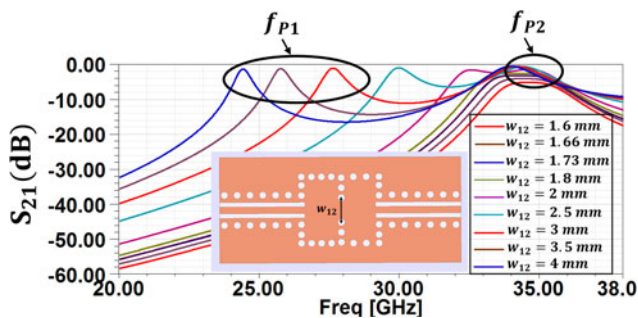 f_P1
f_P2
S21(dB)
0.00
-10.00
-20.00
-30.00
-40.00
-50.00
-60.00
20.00
25.00
30.00
35.00
38.0
Freq [GHz]
w12
w12 = 1.6 mm
w12 = 1.66 mm
w12 = 1.73 mm
w12 = 1.8 mm
w12 = 2 mm
w12 = 2.5 mm
w12 = 3 mm
w12 = 3.5 mm
w12 = 4 mm